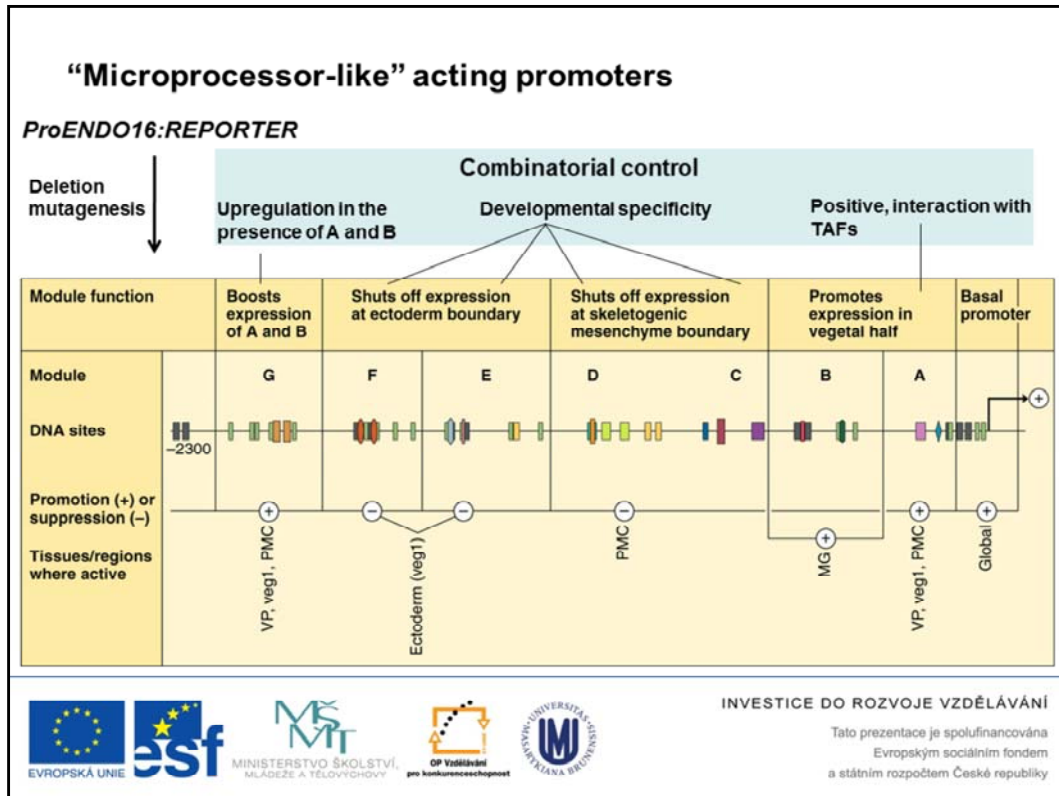 “Microprocessor-like” acting promoters
ProENDO16:REPORTER
Deletion
mutagenesis
Combinatorial control
Upregulation in the
presence of A and B
Developmental specificity
Positive, interaction with
TAFs
Module function
Boosts
expression
of A and B
Shuts off expression
at ectoderm boundary
Shuts off expression
at skeletogenic
mesenchyme boundary
Promotes
expression in
vegetal half
Basal
promoter
Module
G
F
E
D
C
B
A
DNA sites
–2300
+
Promotion (+) or
suppression (–)
+
–
–
–
+
+
+
Tissues/regions
where active
VP, veg1, PMC
Ectoderm (veg1)
PMC
MG
VP, veg1, PMC
Global
EVROPSKÁ UNIE
esf
MŠMT
MINISTERSTVO ŠKOLSTVÍ,
MLÁDEŽE A TĚLOVÝCHOVY
OP Vzdělávání
pro konkurenceschopnost
UNIVERSITAS MASARYKIANA BRUNENSIS
INVESTICE DO ROZVOJE VZDĚLÁVÁNÍ
Tato prezentace je spolufinancována
Evropským sociálním fondem
a státním rozpočtem České republiky